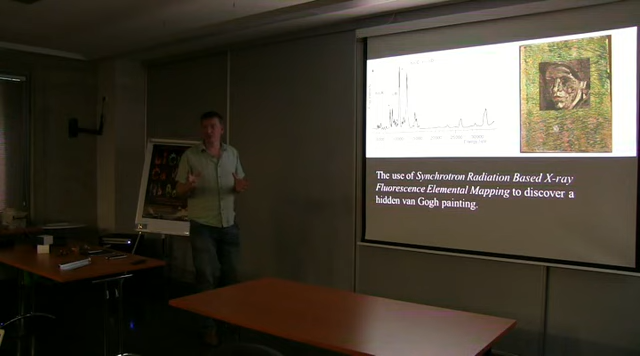 The use of Synchrotron Radiation Based X-ray
Fluorescence Elemental Mapping to discover a
hidden van Gogh painting.